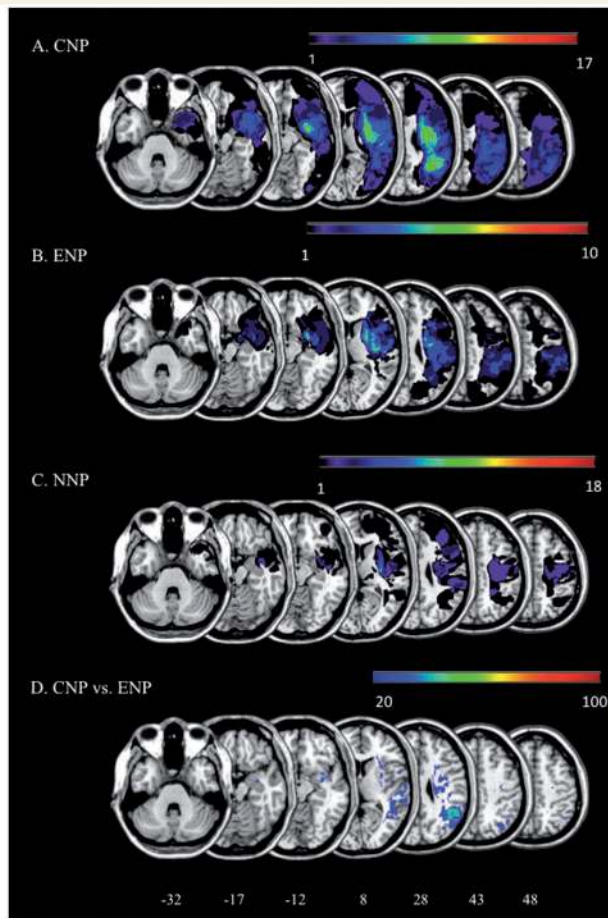 A. CNP
1 17
B. ENP
1 10
C. NNP
1 18
D. CNP vs. ENP
20 100
-32 -17 -12 8 28 43 48